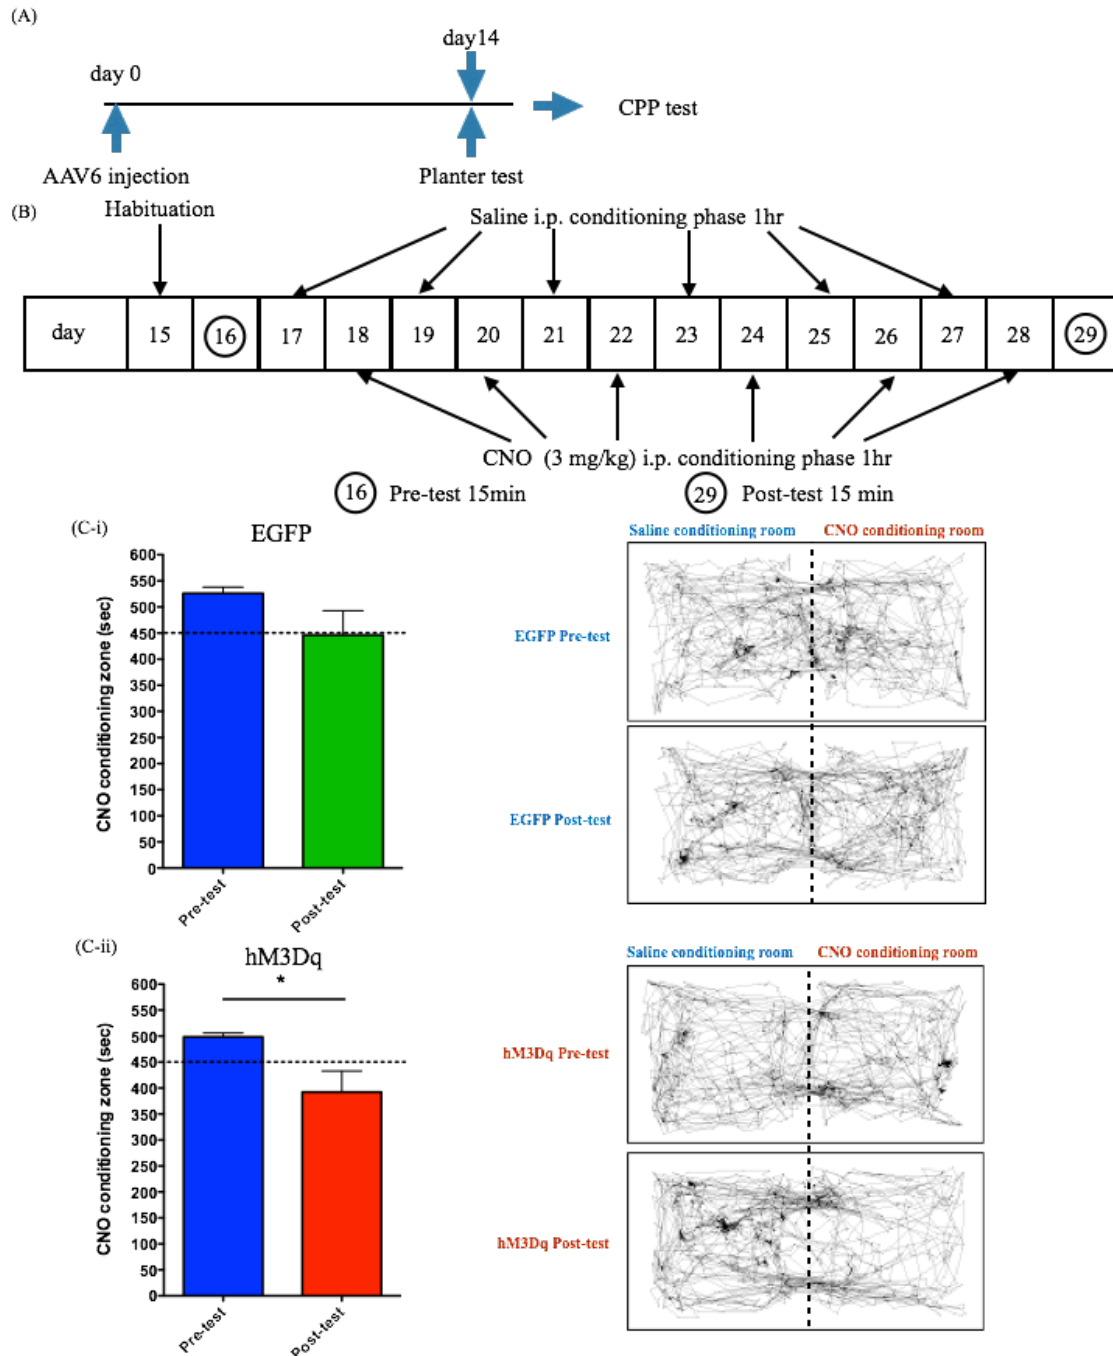 (A)
day14
day 0
CPP test
AAV6 injection
Planter test
(B)
Habituation
Saline i.p. conditioning phase 1hr
day 15 16 17 18 19 20 21 22 23 24 25 26 27 28 29
CNO (3 mg/kg) i.p. conditioning phase 1hr
16 Pre-test 15min
29 Post-test 15 min
(C-i)
EGFP
CNO conditioning zone (sec)
600
550
500
450
400
350
300
250
200
150
100
50
0
Pre-test
Post-test
Saline conditioning room
CNO conditioning room
EGFP Pre-test
EGFP Post-test
(C-ii)
hM3Dq
*
CNO conditioning zone (sec)
600
550
500
450
400
350
300
250
200
150
100
50
0
Pre-test
Post-test
Saline conditioning room
CNO conditioning room
hM3Dq Pre-test
hM3Dq Post-test